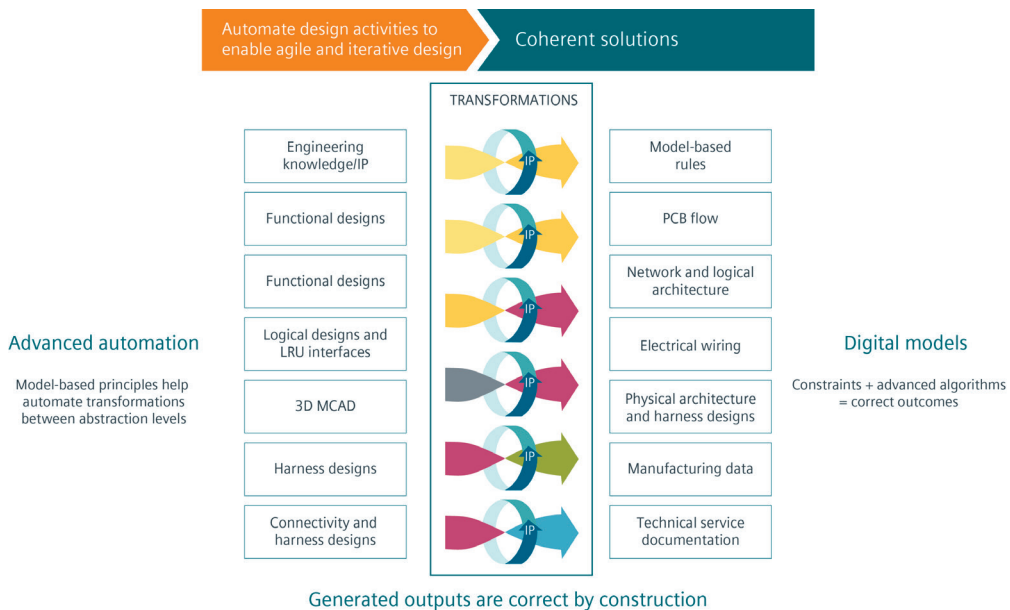 Automate design activities to
enable agile and iterative design
Coherent solutions
TRANSFORMATIONS
Engineering
knowledge/IP
IP
Model-based
rules
Functional designs
IP
PCB flow
Functional designs
IP
Network and logical
architecture
Logical designs and
LRU interfaces
IP
Electrical wiring
3D MCAD
Physical architecture
and harness designs
Harness designs
IP
Manufacturing data
Connectivity and
harness designs
IP
Technical service
documentation
Advanced automation
Model-based principles help
automate transformations
between abstraction levels
Digital models
Constraints + advanced algorithms
= correct outcomes
Generated outputs are correct by construction